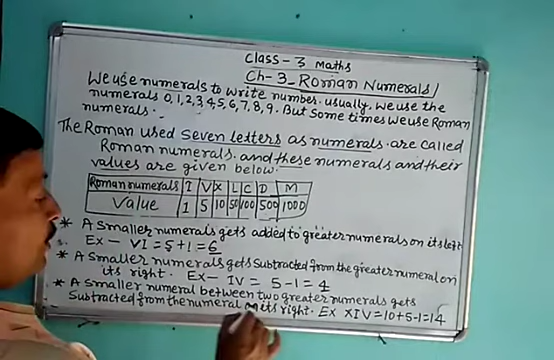 Class - 3 Maths
Ch-3 Roman Numerals/
We use numerals to write number. usually. we use the
numerals 0,1,2,3,4,5,6,7,8,9. But Some times we use Roman
numerals.
The Roman used seven letters as numerals. are called
Roman numerals. and these numerals and their
values are given below.
Roman numerals I V X L C D M
Value 1 5 10 50 100 500 1000
* A Smaller numerals gets added to greater numerals on its left
Ex - VI = 5+1 = 6
* A Smaller numerals gets Subtracted from the greater numeral on
its right. Ex - IV = 5-1 = 4
* A Smaller numeral between two greater numerals gets
Subtracted from the numeral on its right. Ex XIV = 10+5-1=14